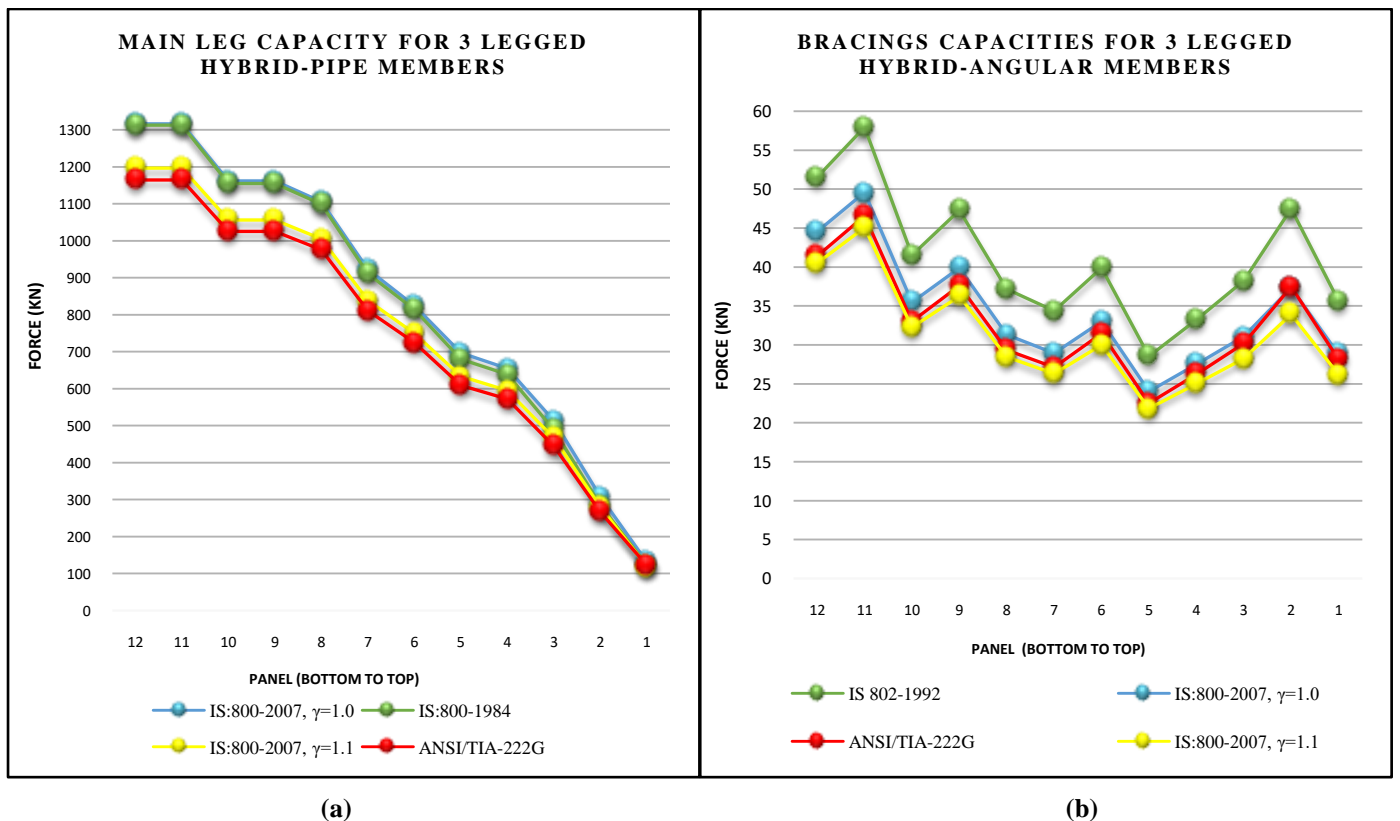 MAIN LEG CAPACITY FOR 3 LEGGED
HYBRID-PIPE MEMBERS
FORCE (KN)
1300
1200
1100
1000
900
800
700
600
500
400
300
200
100
0
12 11 10 9 8 7 6 5 4 3 2 1
PANEL (BOTTOM TO TOP)
IS:800-2007, γ=1.0 IS:800-1984
IS:800-2007, γ=1.1 ANSI/TIA-222G
(a)
BRACINGS CAPACITIES FOR 3 LEGGED
HYBRID-ANGULAR MEMBERS
FORCE (KN)
60
55
50
45
40
35
30
25
20
15
10
5
0
12 11 10 9 8 7 6 5 4 3 2 1
PANEL (BOTTOM TO TOP)
IS 802-1992 IS:800-2007, γ=1.0
ANSI/TIA-222G IS:800-2007, γ=1.1
(b)